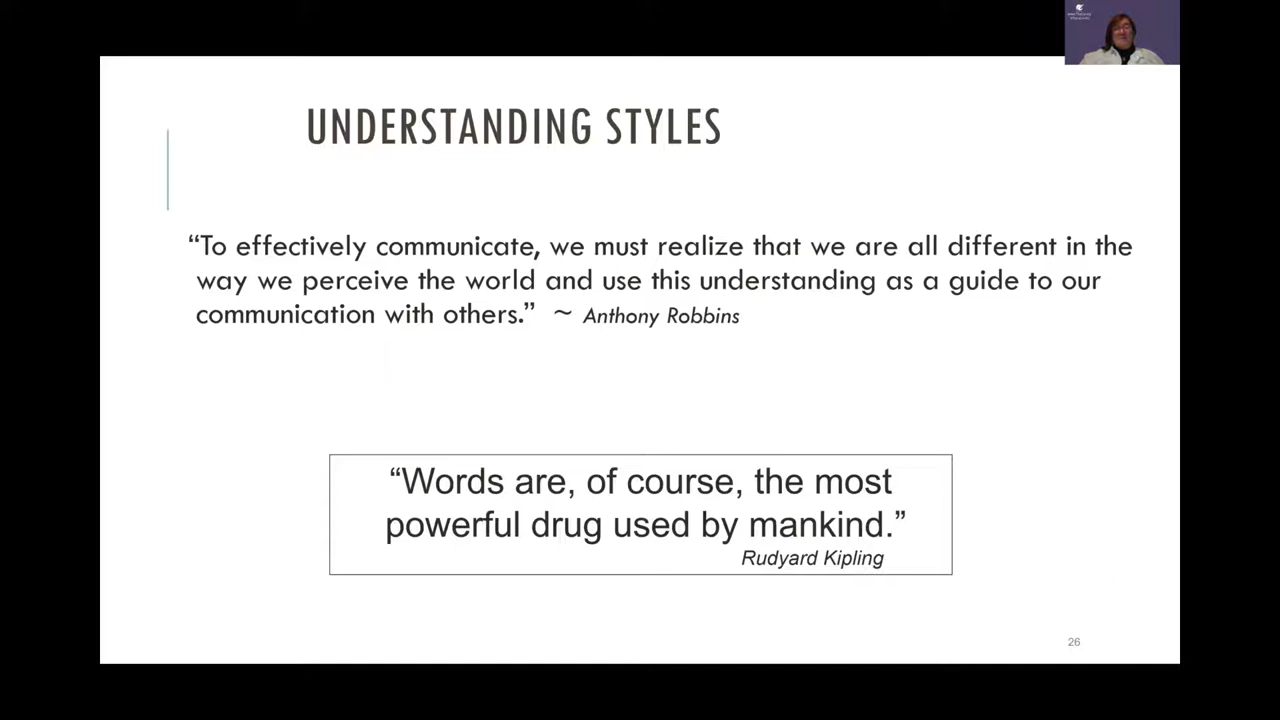 UNDERSTANDING STYLES
“To effectively communicate, we must realize that we are all different in the
way we perceive the world and use this understanding as a guide to our
communication with others.” ~ Anthony Robbins
“Words are, of course, the most
powerful drug used by mankind.”
Rudyard Kipling
26